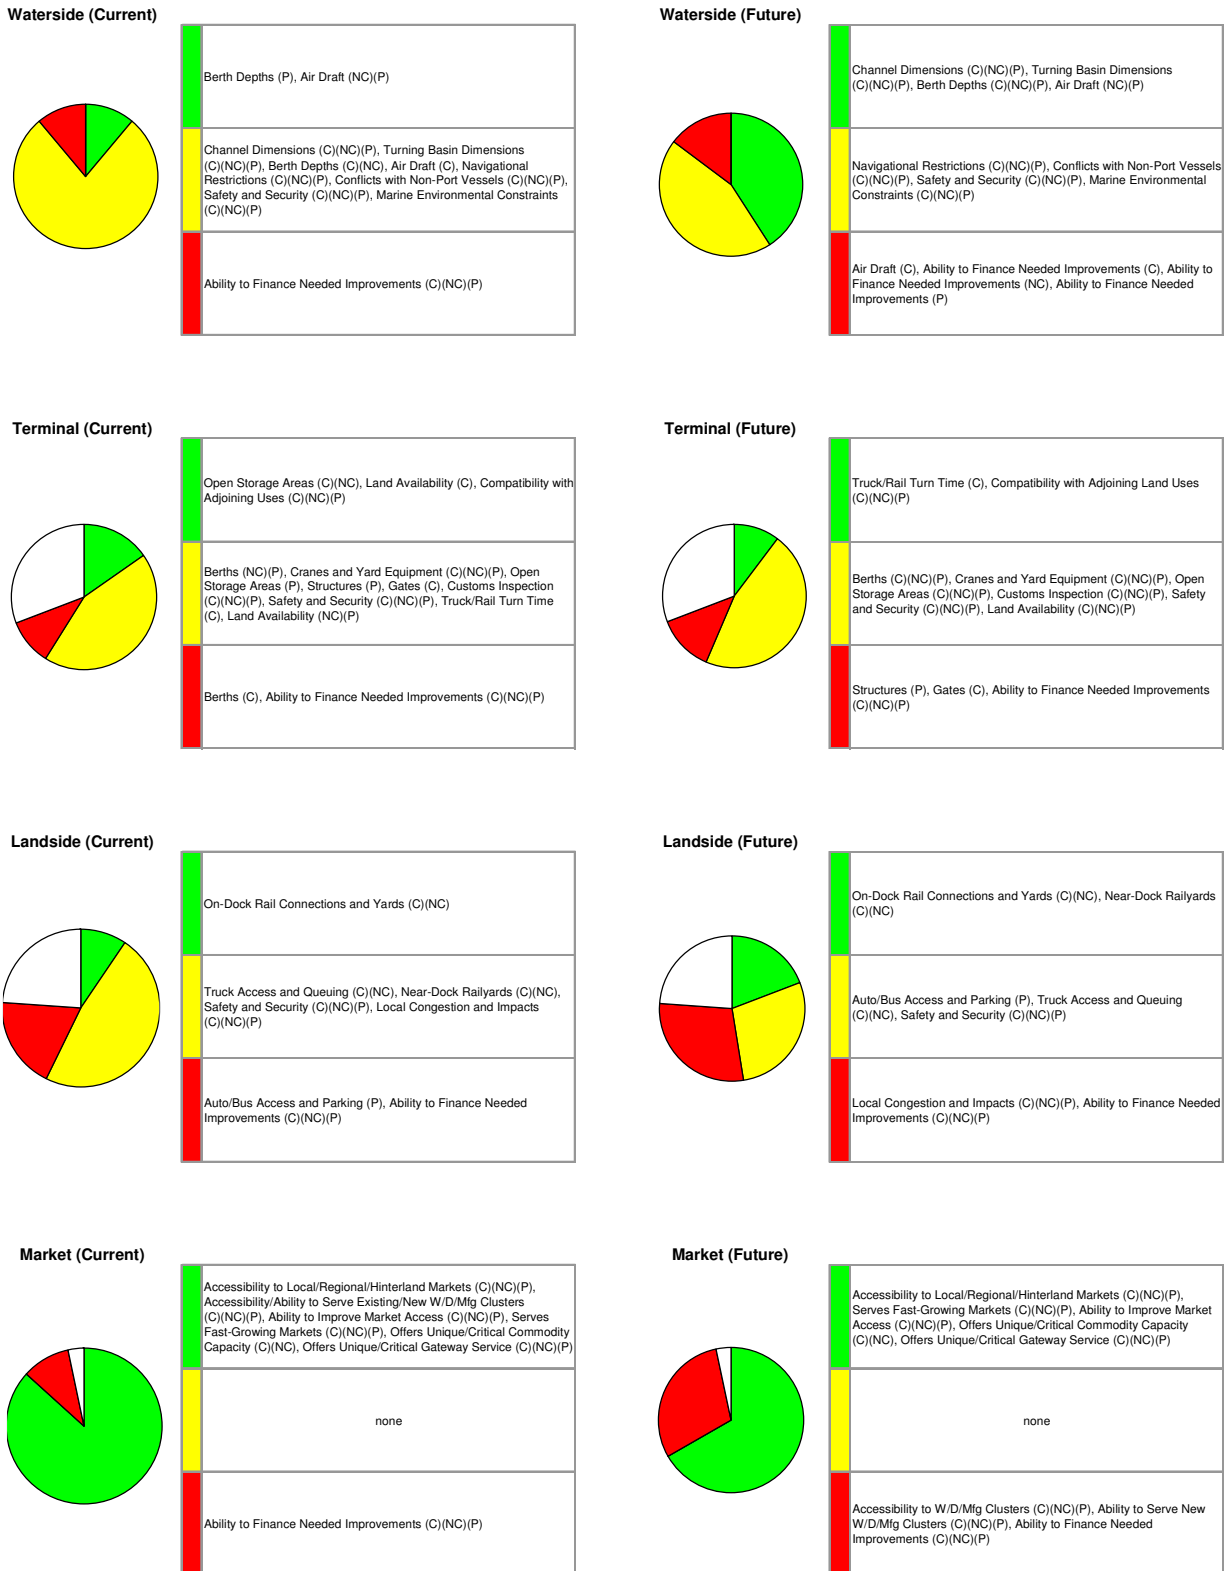 Waterside (Current)
Berth Depths (P), Air Draft (NC)(P)
Channel Dimensions (C)(NC)(P), Turning Basin Dimensions
(C)(NC)(P), Berth Depths (C)(NC), Air Draft (C), Navigational
Restrictions (C)(NC)(P), Conflicts with Non-Port Vessels (C)(NC)(P),
Safety and Security (C)(NC)(P), Marine Environmental Constraints
(C)(NC)(P)
Ability to Finance Needed Improvements (C)(NC)(P)
Waterside (Future)
Channel Dimensions (C)(NC)(P), Turning Basin Dimensions
(C)(NC)(P), Berth Depths (C)(NC)(P), Air Draft (NC)(P)
Navigational Restrictions (C)(NC)(P), Conflicts with Non-Port Vessels
(C)(NC)(P), Safety and Security (C)(NC)(P), Marine Environmental
Constraints (C)(NC)(P)
Air Draft (C), Ability to Finance Needed Improvements (C), Ability to
Finance Needed Improvements (NC), Ability to Finance Needed
Improvements (P)
Terminal (Current)
Open Storage Areas (C)(NC), Land Availability (C), Compatibility with
Adjoining Uses (C)(NC)(P)
Berths (NC)(P), Cranes and Yard Equipment (C)(NC)(P), Open
Storage Areas (P), Structures (P), Gates (C), Customs Inspection
(C)(NC)(P), Safety and Security (C)(NC)(P), Truck/Rail Turn Time
(C), Land Availability (NC)(P)
Berths (C), Ability to Finance Needed Improvements (C)(NC)(P)
Terminal (Future)
Truck/Rail Turn Time (C), Compatibility with Adjoining Land Uses
(C)(NC)(P)
Berths (C)(NC)(P), Cranes and Yard Equipment (C)(NC)(P), Open
Storage Areas (C)(NC)(P), Customs Inspection (C)(NC)(P), Safety
and Security (C)(NC)(P), Land Availability (C)(NC)(P)
Structures (P), Gates (C), Ability to Finance Needed Improvements
(C)(NC)(P)
Landside (Current)
On-Dock Rail Connections and Yards (C)(NC)
Truck Access and Queuing (C)(NC), Near-Dock Railyards (C)(NC),
Safety and Security (C)(NC)(P), Local Congestion and Impacts
(C)(NC)(P)
Auto/Bus Access and Parking (P), Ability to Finance Needed
Improvements (C)(NC)(P)
Landside (Future)
On-Dock Rail Connections and Yards (C)(NC), Near-Dock Railyards
(C)(NC)
Auto/Bus Access and Parking (P), Truck Access and Queuing
(C)(NC), Safety and Security (C)(NC)(P)
Local Congestion and Impacts (C)(NC)(P), Ability to Finance Needed
Improvements (C)(NC)(P)
Market (Current)
Accessibility to Local/Regional/Hinterland Markets (C)(NC)(P),
Accessibility/Ability to Serve Existing/New W/D/Mfg Clusters
(C)(NC)(P), Ability to Improve Market Access (C)(NC)(P), Serves
Fast-Growing Markets (C)(NC)(P), Offers Unique/Critical Commodity
Capacity (C)(NC), Offers Unique/Critical Gateway Service (C)(NC)(P)
none
Ability to Finance Needed Improvements (C)(NC)(P)
Market (Future)
Accessibility to Local/Regional/Hinterland Markets (C)(NC)(P),
Serves Fast-Growing Markets (C)(NC)(P), Ability to Improve Market
Access (C)(NC)(P), Offers Unique/Critical Commodity Capacity
(C)(NC), Offers Unique/Critical Gateway Service (C)(NC)(P)
none
Accessibility to W/D/Mfg Clusters (C)(NC)(P), Ability to Serve New
W/D/Mfg Clusters (C)(NC)(P), Ability to Finance Needed
Improvements (C)(NC)(P)